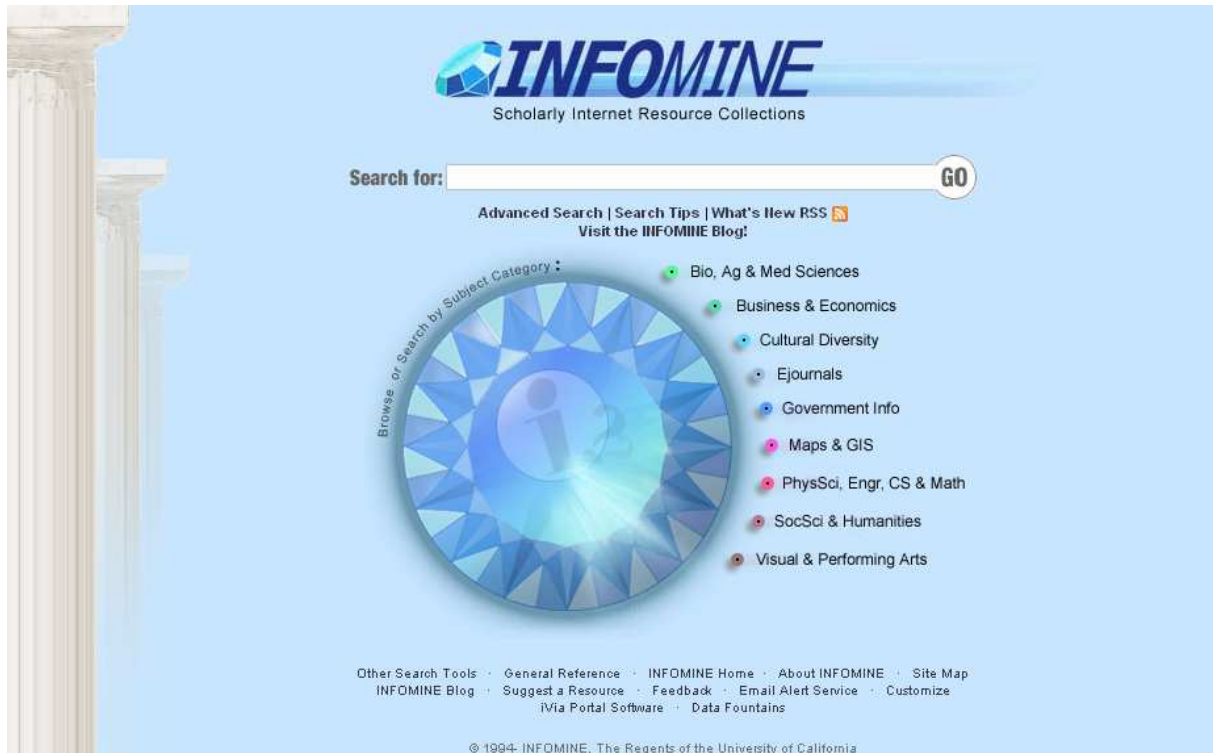 INFOMINE
Scholarly Internet Resource Collections
Search for: GO
Advanced Search | Search Tips | What's New RSS
Visit the INFOMINE Blog!
Browse or Search by Subject Category :
Bio, Ag & Med Sciences
Business & Economics
Cultural Diversity
Ejournals
Government Info
Maps & GIS
PhysSci, Engr, CS & Math
SocSci & Humanities
Visual & Performing Arts
Other Search Tools · General Reference · INFOMINE Home · About INFOMINE · Site Map
INFOMINE Blog · Suggest a Resource · Feedback · Email Alert Service · Customize
iVia Portal Software · Data Fountains
© 1994- INFOMINE, The Regents of the University of California